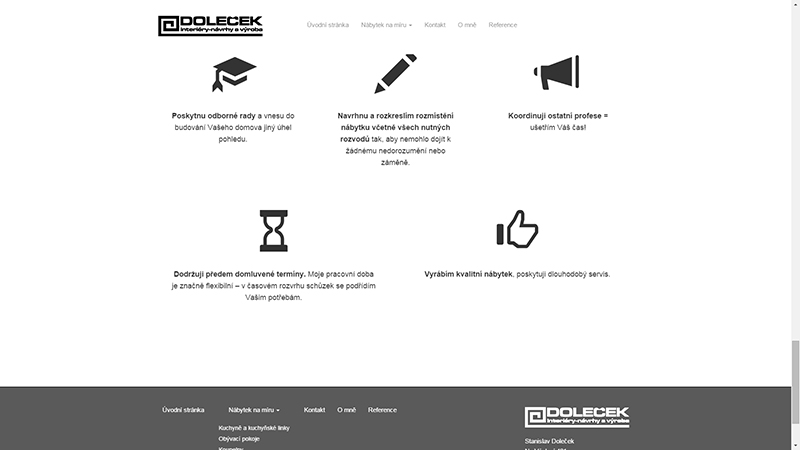 DOLEČEK
interiéry-návrhy a výroba
Úvodní stránka Nábytek na míru Kontakt O mně Reference
Poskytnu odborné rady a vnesu do
budování Vašeho domova jiný úhel
pohledu.
Navrhnu a rozkreslím rozmístění
nábytku včetně všech nutných
rozvodů tak, aby nemohlo dojít k
žádnému nedorozumění nebo
záměně.
Koordinuji ostatní profese =
ušetřím Váš čas!
Dodržuji předem domluvené termíny. Moje pracovní doba
je značně flexibilní – v časovém rozvrhu schůzek se podřídím
Vašim potřebám.
Vyrábím kvalitní nábytek, poskytuji dlouhodobý servis.
Úvodní stránka Nábytek na míru Kontakt O mně Reference
Kuchyně a kuchyňské linky
Obývací pokoje
DOLEČEK
interiéry-návrhy a výroba
Stanislav Doleček